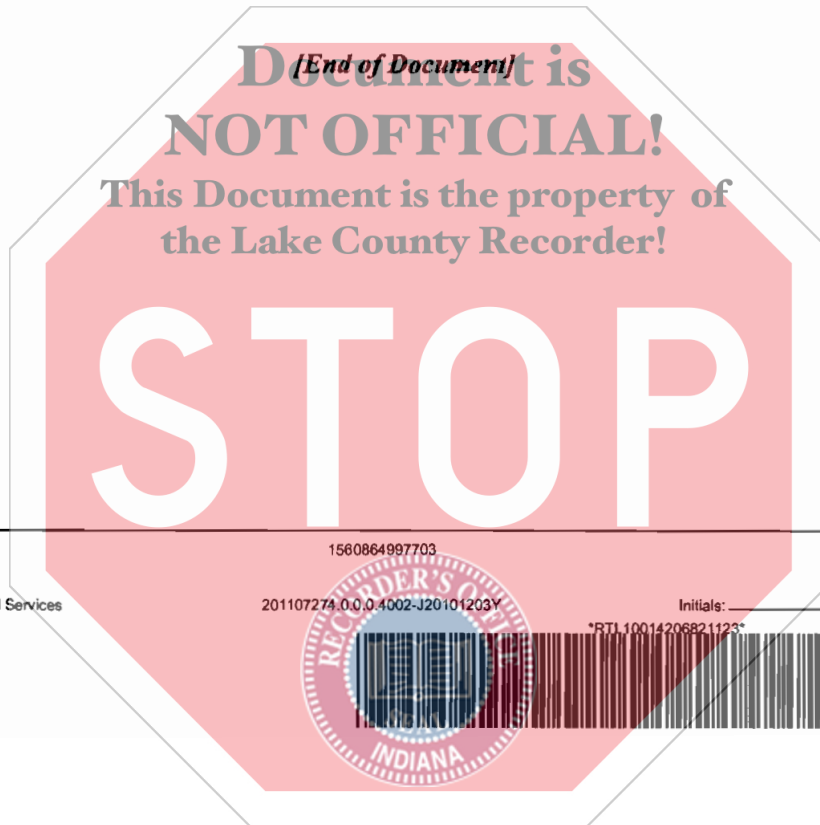 [End of Document]
Document is
NOT OFFICIAL!
This Document is the property of
the Lake County Recorder!
STOP
1560864997703
Services
201107274.0.0.0.4002-J20101203Y
Initials:
*RTL10014206821123*
RECORDER'S OFFICE
SEAL
INDIANA